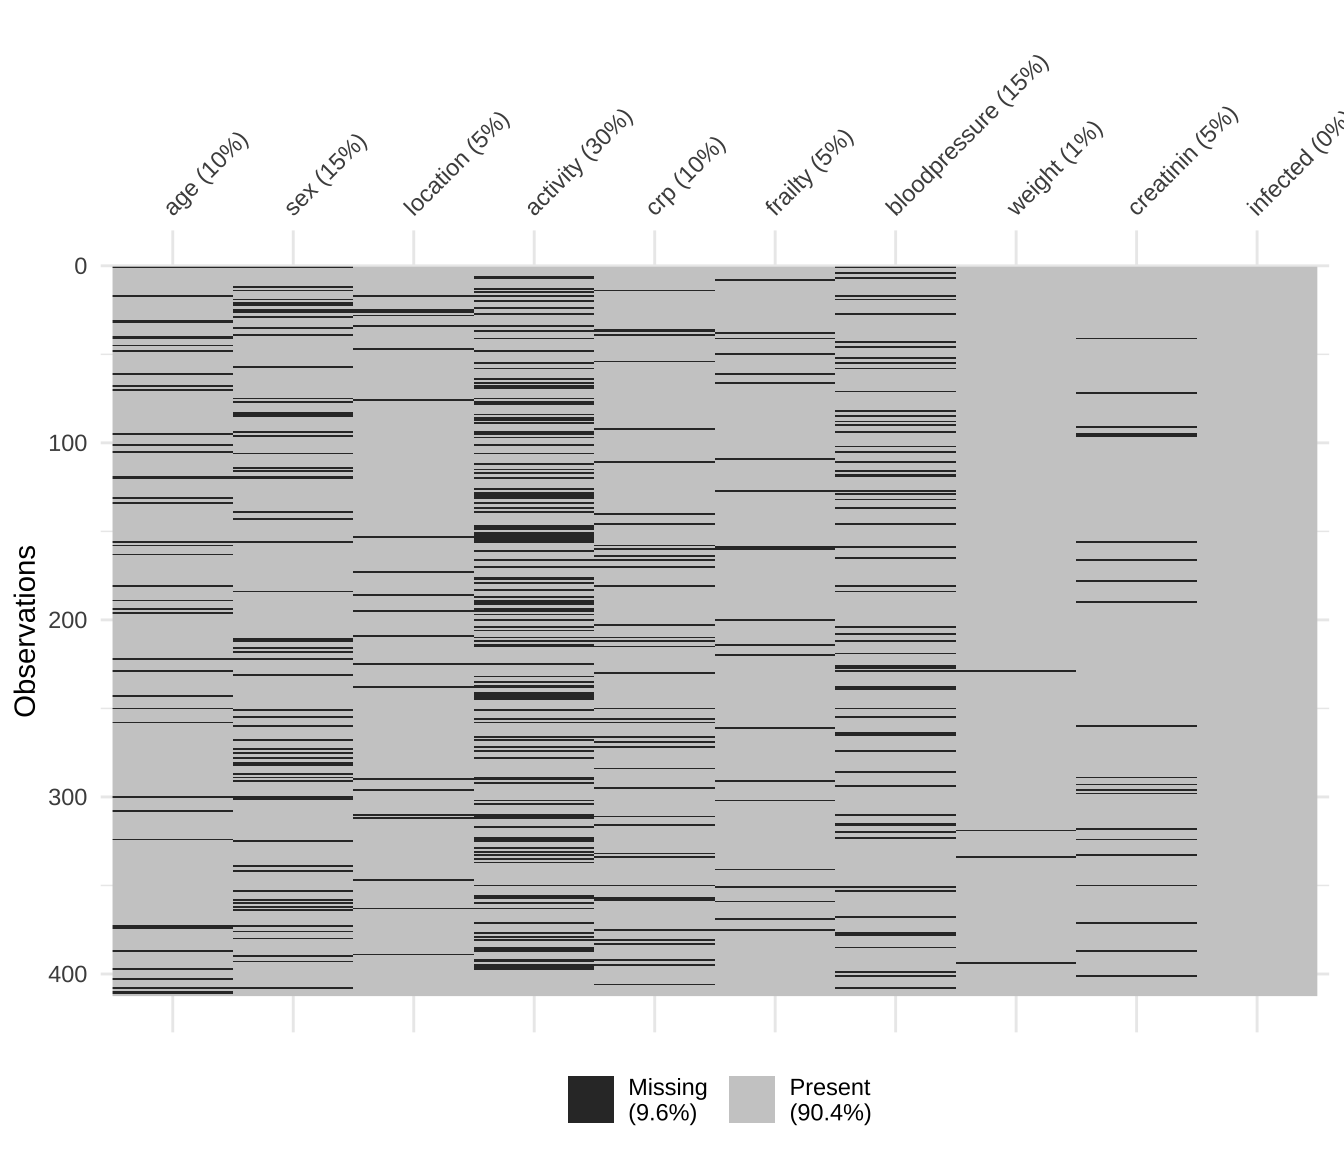 age (10%)
sex (15%)
location (5%)
activity (30%)
crp (10%)
frailty (5%)
bloodpressure (15%)
weight (1%)
creatinin (5%)
infected (0%
0
100
200
300
400
Observations
Missing
(9.6%)
Present
(90.4%)